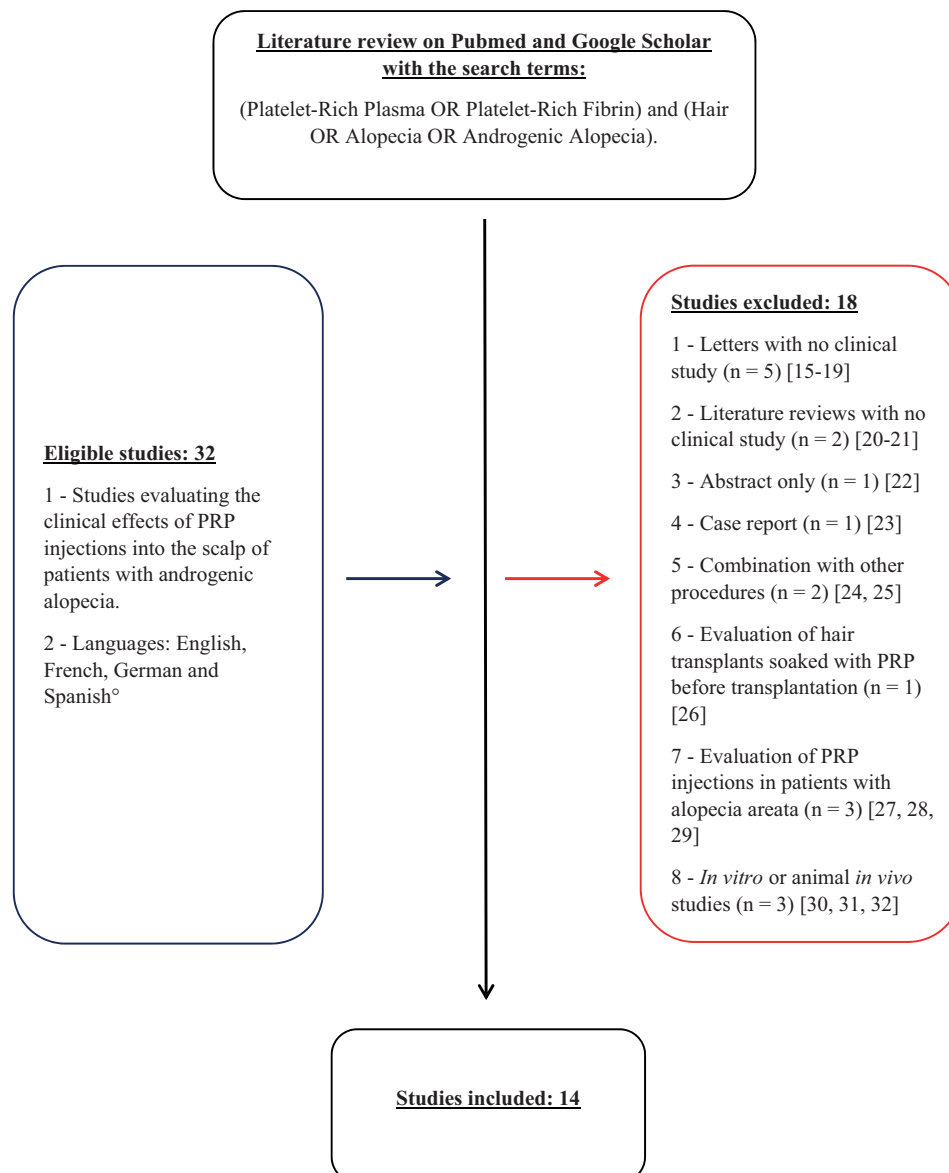 Literature review on Pubmed and Google Scholar
with the search terms:
(Platelet-Rich Plasma OR Platelet-Rich Fibrin) and (Hair
OR Alopecia OR Androgenic Alopecia).
Eligible studies: 32
1 - Studies evaluating the
clinical effects of PRP
injections into the scalp of
patients with androgenic
alopecia.
2 - Languages: English,
French, German and
Spanish°
Studies excluded: 18
1 - Letters with no clinical
study (n = 5) [15-19]
2 - Literature reviews with no
clinical study (n = 2) [20-21]
3 - Abstract only (n = 1) [22]
4 - Case report (n = 1) [23]
5 - Combination with other
procedures (n = 2) [24, 25]
6 - Evaluation of hair
transplants soaked with PRP
before transplantation (n = 1)
[26]
7 - Evaluation of PRP
injections in patients with
alopecia areata (n = 3) [27, 28,
29]
8 - In vitro or animal in vivo
studies (n = 3) [30, 31, 32]
Studies included: 14